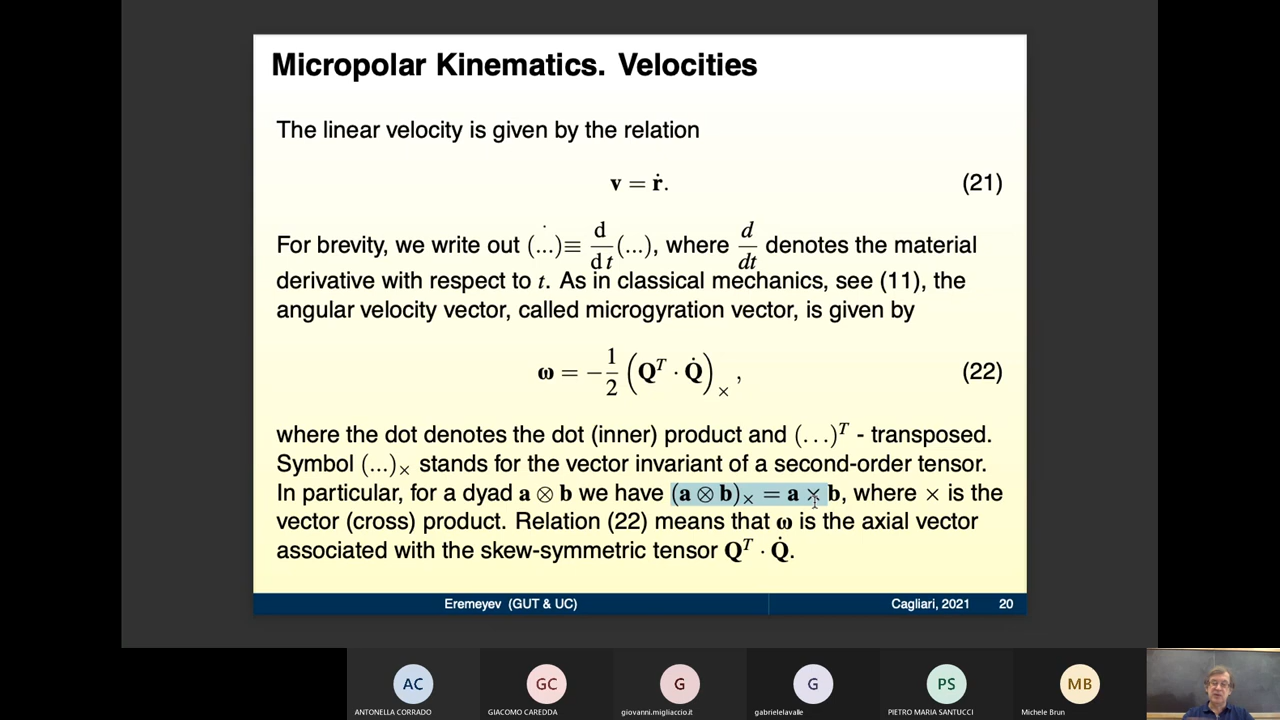 Micropolar Kinematics. Velocities
The linear velocity is given by the relation
v = ṙ. (21)
For brevity, we write out (...)˙ ≡ d/dt (...), where d/dt denotes the material
derivative with respect to t. As in classical mechanics, see (11), the
angular velocity vector, called microgyration vector, is given by
ω = −1/2 (Qᵀ · Q̇)× , (22)
where the dot denotes the dot (inner) product and (...)ᵀ - transposed.
Symbol (...)× stands for the vector invariant of a second-order tensor.
In particular, for a dyad a ⊗ b we have (a ⊗ b)× = a × b, where × is the
vector (cross) product. Relation (22) means that ω is the axial vector
associated with the skew-symmetric tensor Qᵀ · Q̇.
Eremeyev (GUT & UC) Cagliari, 2021 20
AC GC G G PS MB
ANTONELLA CORRADO GIACOMO CAREDDA giovanni.migliaccio.it gabrielelavalle PIETRO MARIA SANTUCCI Michele Brun